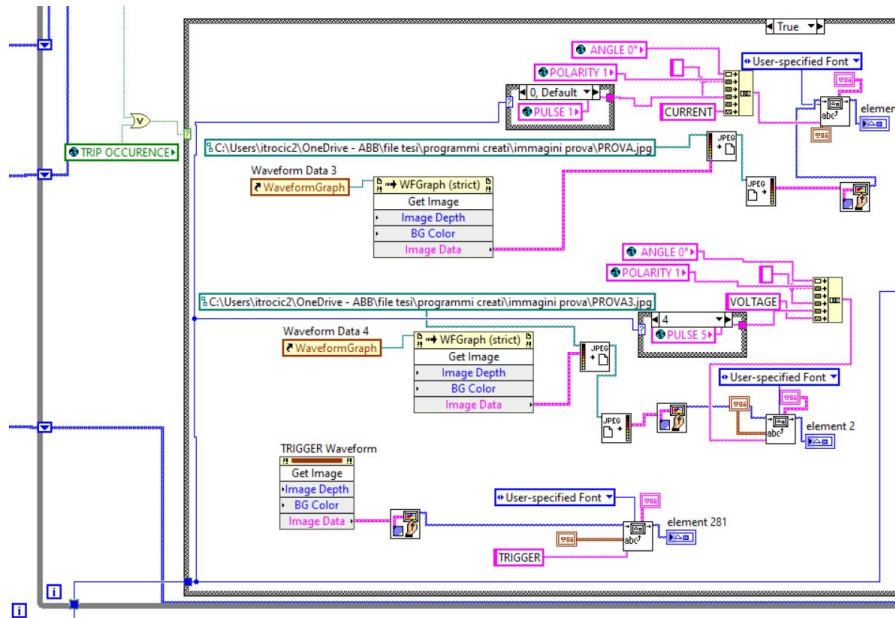 True
ANGLE 0°
POLARITY 1
User-specified Font
0, Default
PULSE 1
CURRENT
abc
element
TRIP OCCURENCE
C:\Users\itrocic2\OneDrive - ABB\file tesi\programmi creati\immagini prova\PROVA.jpg
JPEG
Waveform Data 3
WaveformGraph
WFGraph (strict)
Get Image
Image Depth
BG Color
Image Data
JPEG
ANGLE 0°
POLARITY 1
C:\Users\itrocic2\OneDrive - ABB\file tesi\programmi creati\immagini prova\PROVA3.jpg
VOLTAGE
4
PULSE 5
Waveform Data 4
WaveformGraph
WFGraph (strict)
Get Image
Image Depth
BG Color
Image Data
JPEG
JPEG
User-specified Font
abc
element 2
TRIGGER Waveform
Get Image
Image Depth
BG Color
Image Data
User-specified Font
abc
element 281
TRIGGER
i
i